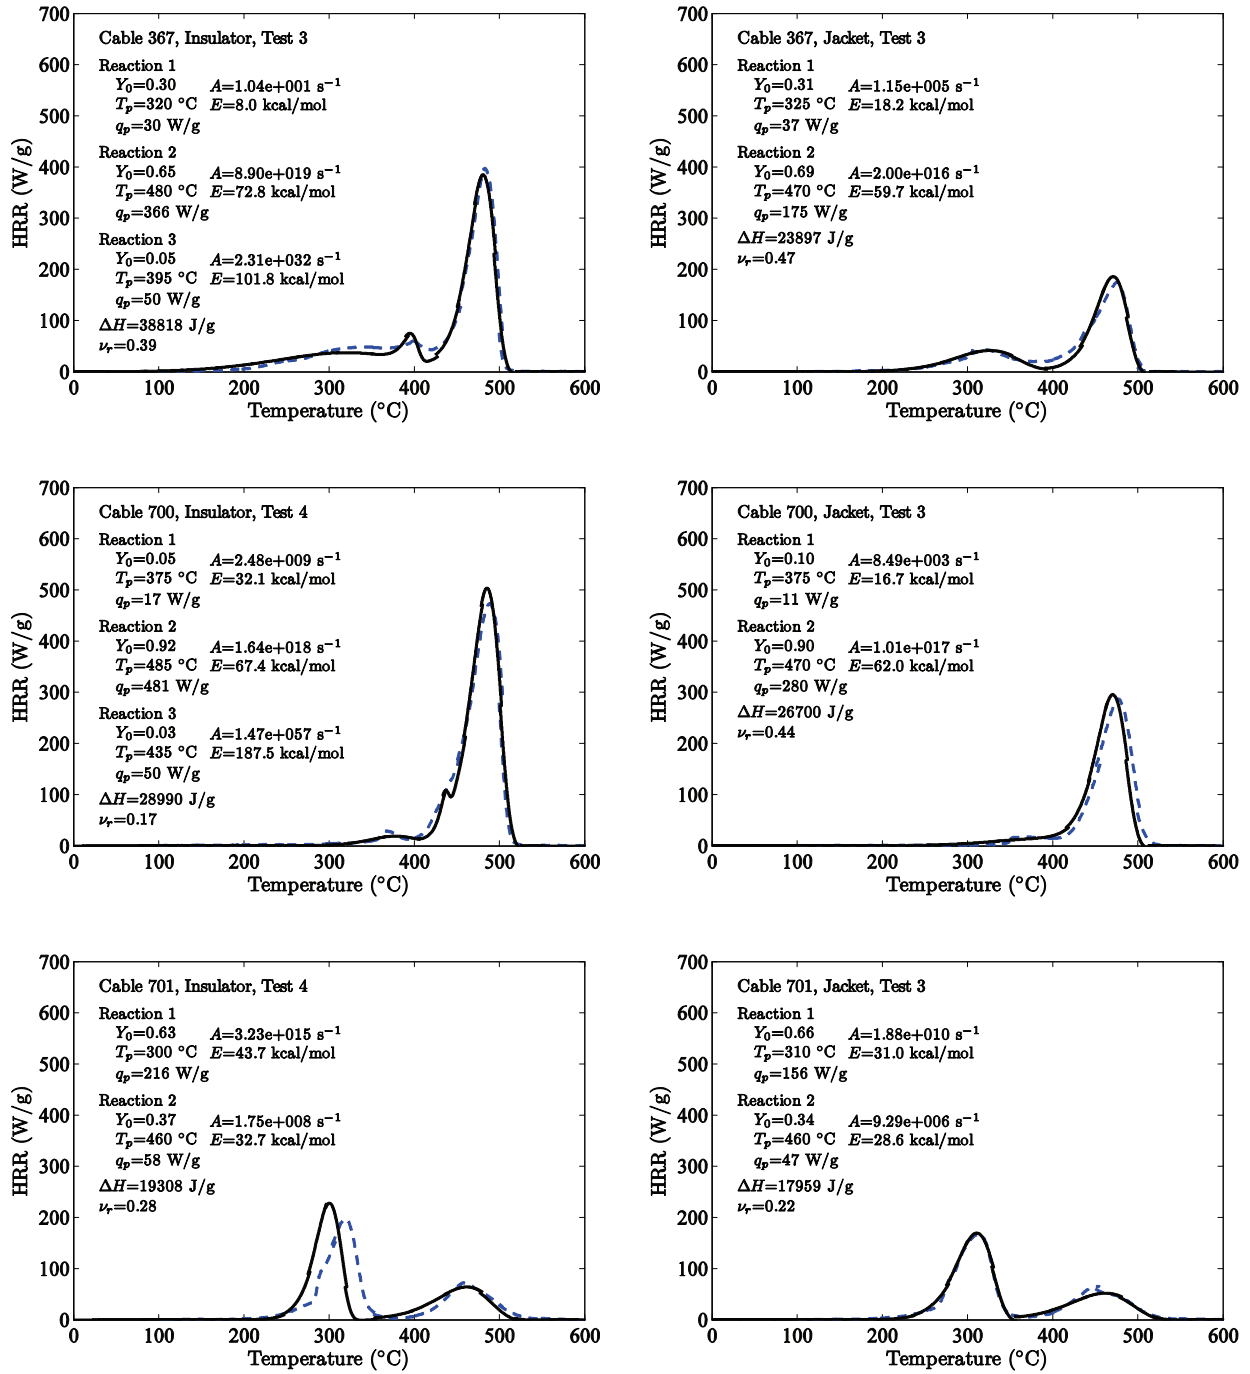 Cable 367, Insulator, Test 3
Reaction 1
Y₀=0.30 A=1.04e+001 s⁻¹
Tₚ=320 °C E=8.0 kcal/mol
qₚ=30 W/g
Reaction 2
Y₀=0.65 A=8.90e+019 s⁻¹
Tₚ=480 °C E=72.8 kcal/mol
qₚ=366 W/g
Reaction 3
Y₀=0.05 A=2.31e+032 s⁻¹
Tₚ=395 °C E=101.8 kcal/mol
qₚ=50 W/g
ΔH=38818 J/g
νᵣ=0.39
HRR (W/g)
700
600
500
400
300
200
100
0
0 100 200 300 400 500 600
Temperature (°C)
Cable 367, Jacket, Test 3
Reaction 1
Y₀=0.31 A=1.15e+005 s⁻¹
Tₚ=325 °C E=18.2 kcal/mol
qₚ=37 W/g
Reaction 2
Y₀=0.69 A=2.00e+016 s⁻¹
Tₚ=470 °C E=59.7 kcal/mol
qₚ=175 W/g
ΔH=23897 J/g
νᵣ=0.47
HRR (W/g)
700
600
500
400
300
200
100
0
0 100 200 300 400 500 600
Temperature (°C)
Cable 700, Insulator, Test 4
Reaction 1
Y₀=0.05 A=2.48e+009 s⁻¹
Tₚ=375 °C E=32.1 kcal/mol
qₚ=17 W/g
Reaction 2
Y₀=0.92 A=1.64e+018 s⁻¹
Tₚ=485 °C E=67.4 kcal/mol
qₚ=481 W/g
Reaction 3
Y₀=0.03 A=1.47e+057 s⁻¹
Tₚ=435 °C E=187.5 kcal/mol
qₚ=50 W/g
ΔH=28990 J/g
νᵣ=0.17
HRR (W/g)
700
600
500
400
300
200
100
0
0 100 200 300 400 500 600
Temperature (°C)
Cable 700, Jacket, Test 3
Reaction 1
Y₀=0.10 A=8.49e+003 s⁻¹
Tₚ=375 °C E=16.7 kcal/mol
qₚ=11 W/g
Reaction 2
Y₀=0.90 A=1.01e+017 s⁻¹
Tₚ=470 °C E=62.0 kcal/mol
qₚ=280 W/g
ΔH=26700 J/g
νᵣ=0.44
HRR (W/g)
700
600
500
400
300
200
100
0
0 100 200 300 400 500 600
Temperature (°C)
Cable 701, Insulator, Test 4
Reaction 1
Y₀=0.63 A=3.23e+015 s⁻¹
Tₚ=300 °C E=43.7 kcal/mol
qₚ=216 W/g
Reaction 2
Y₀=0.37 A=1.75e+008 s⁻¹
Tₚ=460 °C E=32.7 kcal/mol
qₚ=58 W/g
ΔH=19308 J/g
νᵣ=0.28
HRR (W/g)
700
600
500
400
300
200
100
0
0 100 200 300 400 500 600
Temperature (°C)
Cable 701, Jacket, Test 3
Reaction 1
Y₀=0.66 A=1.88e+010 s⁻¹
Tₚ=310 °C E=31.0 kcal/mol
qₚ=156 W/g
Reaction 2
Y₀=0.34 A=9.29e+006 s⁻¹
Tₚ=460 °C E=28.6 kcal/mol
qₚ=47 W/g
ΔH=17959 J/g
νᵣ=0.22
HRR (W/g)
700
600
500
400
300
200
100
0
0 100 200 300 400 500 600
Temperature (°C)